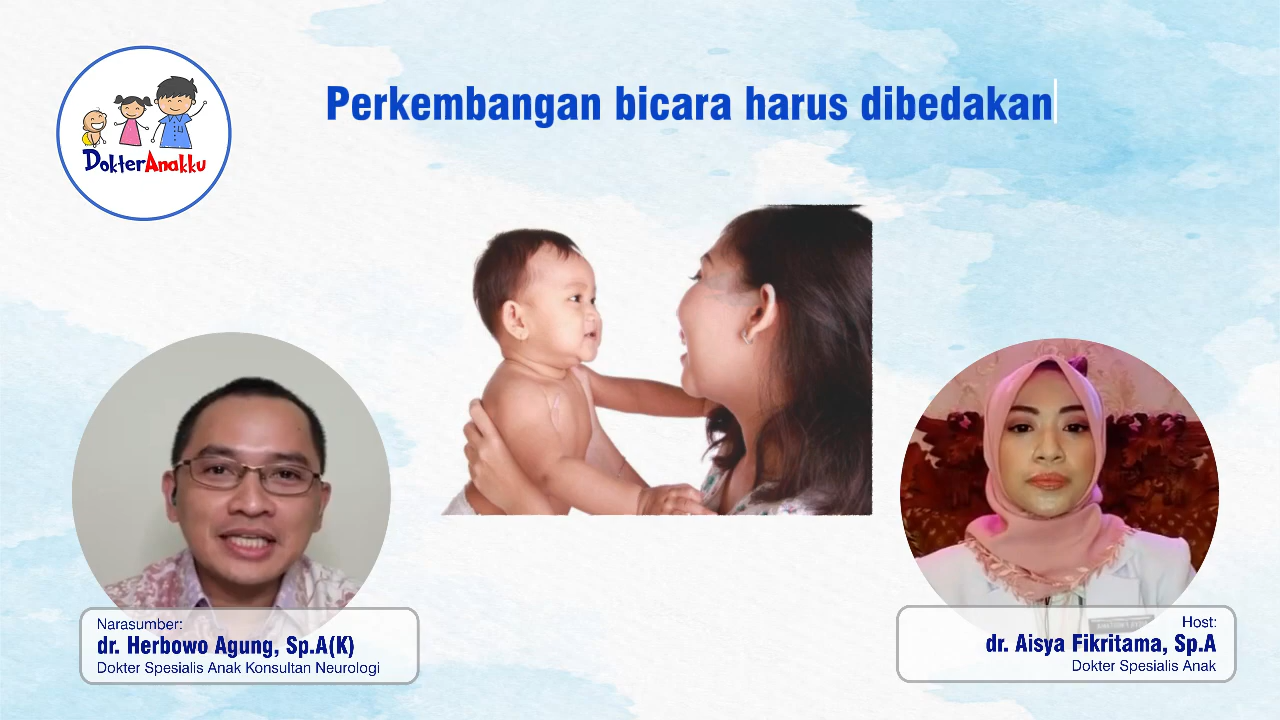 DokterAnakku
Perkembangan bicara harus dibedakan
Narasumber:
dr. Herbowo Agung, Sp.A(K)
Dokter Spesialis Anak Konsultan Neurologi
Host:
dr. Aisya Fikritama, Sp.A
Dokter Spesialis Anak